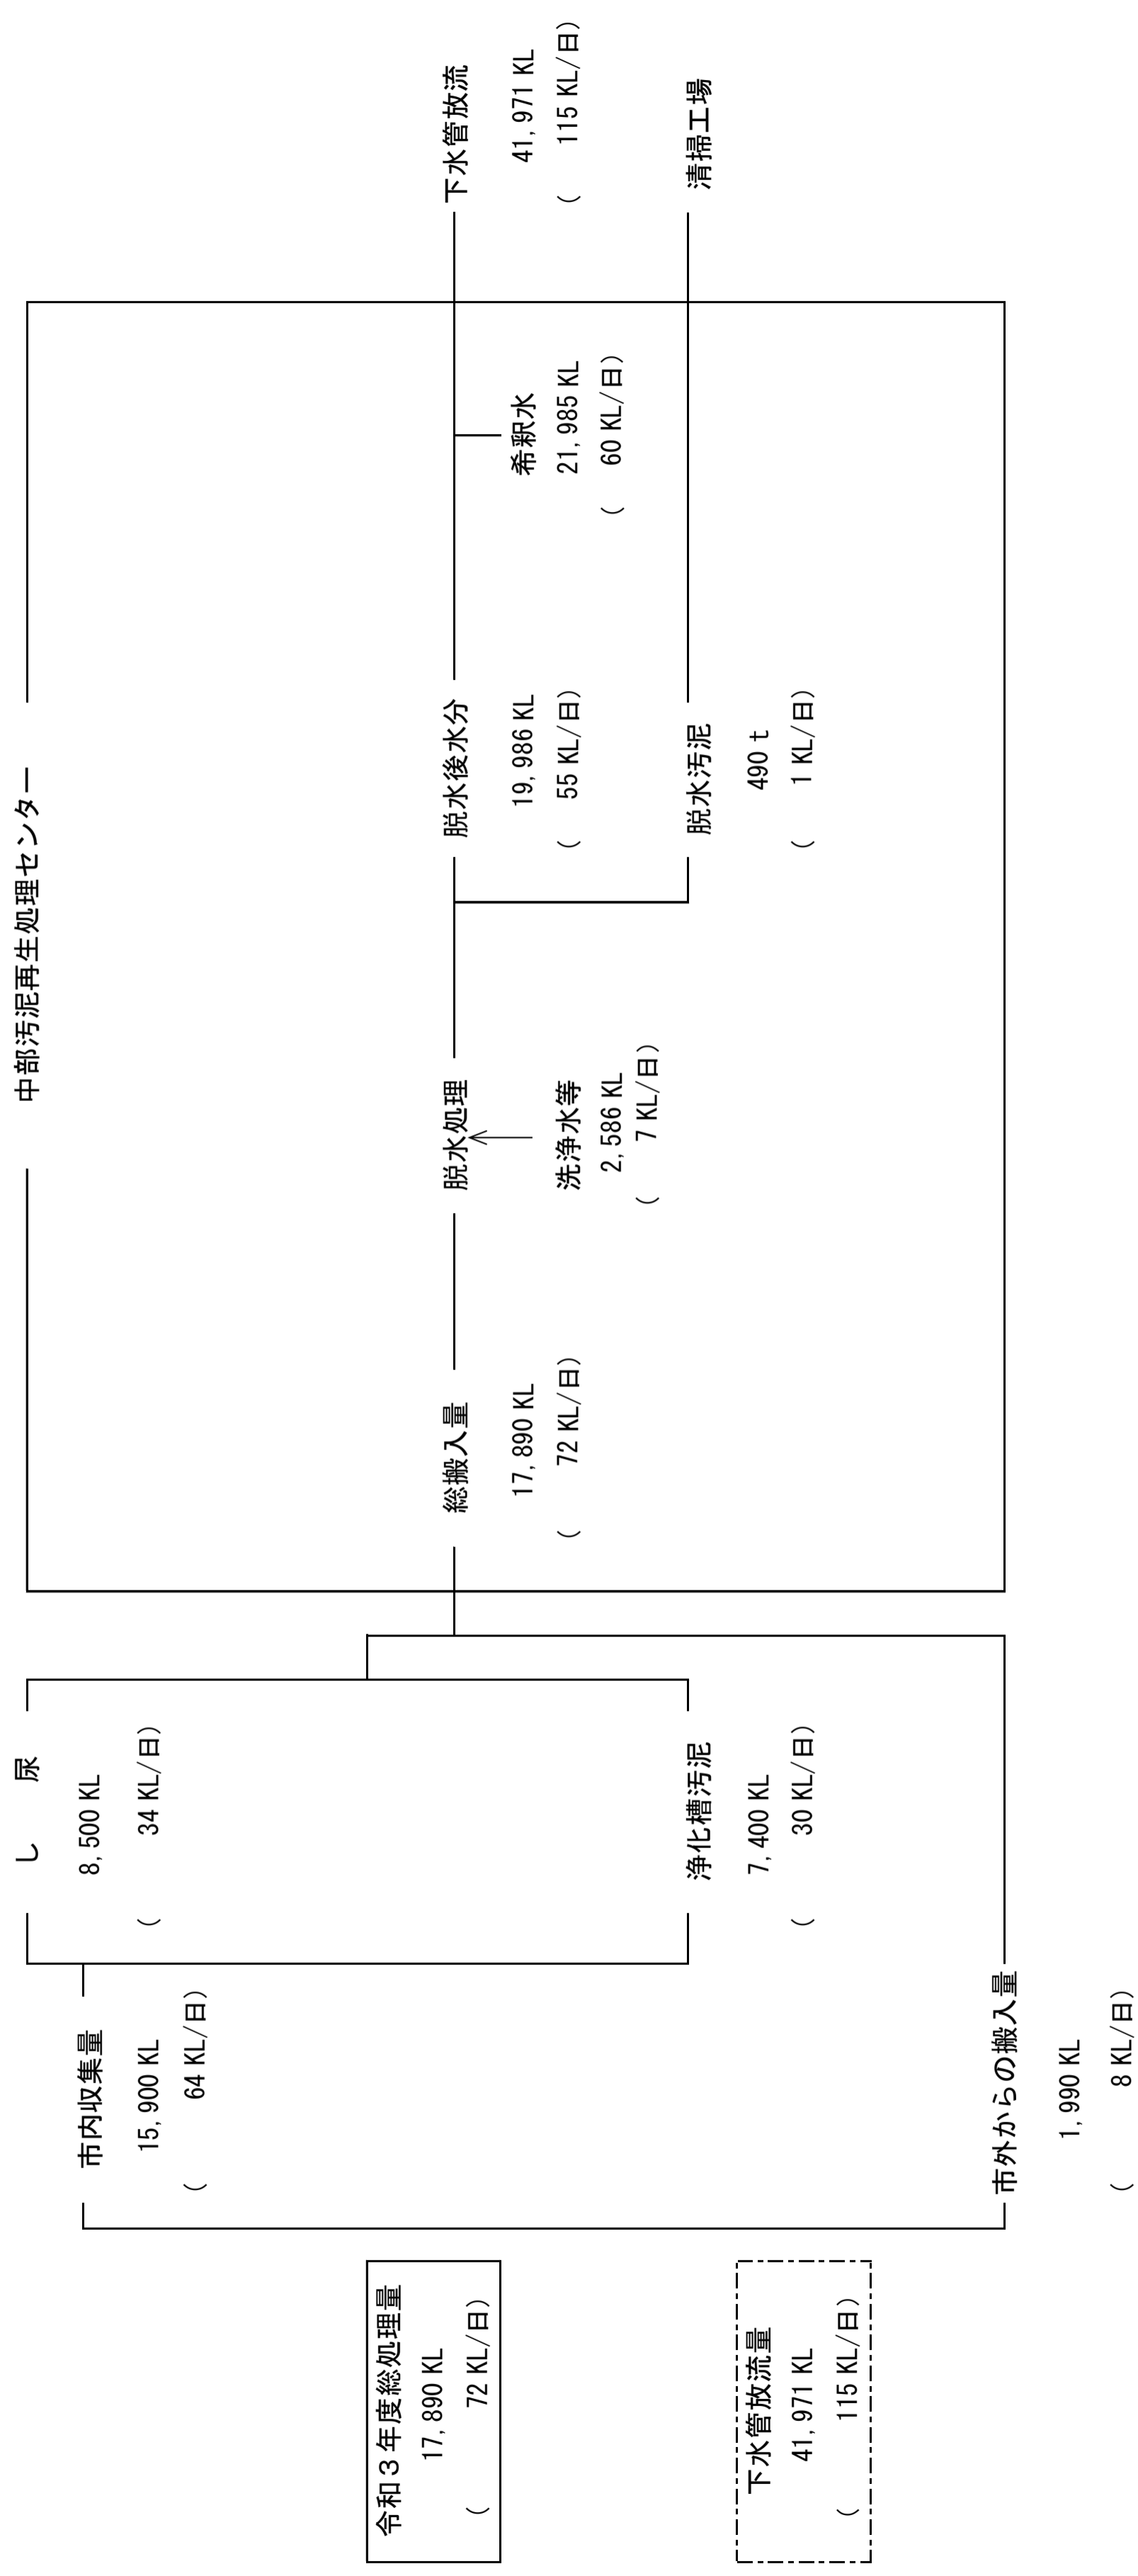 令和３年度総処理量
17,890 KL
( 72 KL/日)
下水管放流量
41,971 KL
( 115 KL/日)
市内収集量
15,900 KL
( 64 KL/日)
市外からの搬入量
1,990 KL
( 8 KL/日)
し 尿
8,500 KL
( 34 KL/日)
浄化槽汚泥
7,400 KL
( 30 KL/日)
中部汚泥再生処理センター
総搬入量
17,890 KL
( 72 KL/日)
脱水処理
洗浄水等
2,586 KL
( 7 KL/日)
脱水後水分
19,986 KL
( 55 KL/日)
脱水汚泥
490 t
( 1 KL/日)
希釈水
21,985 KL
( 60 KL/日)
下水管放流
41,971 KL
( 115 KL/日)
清掃工場